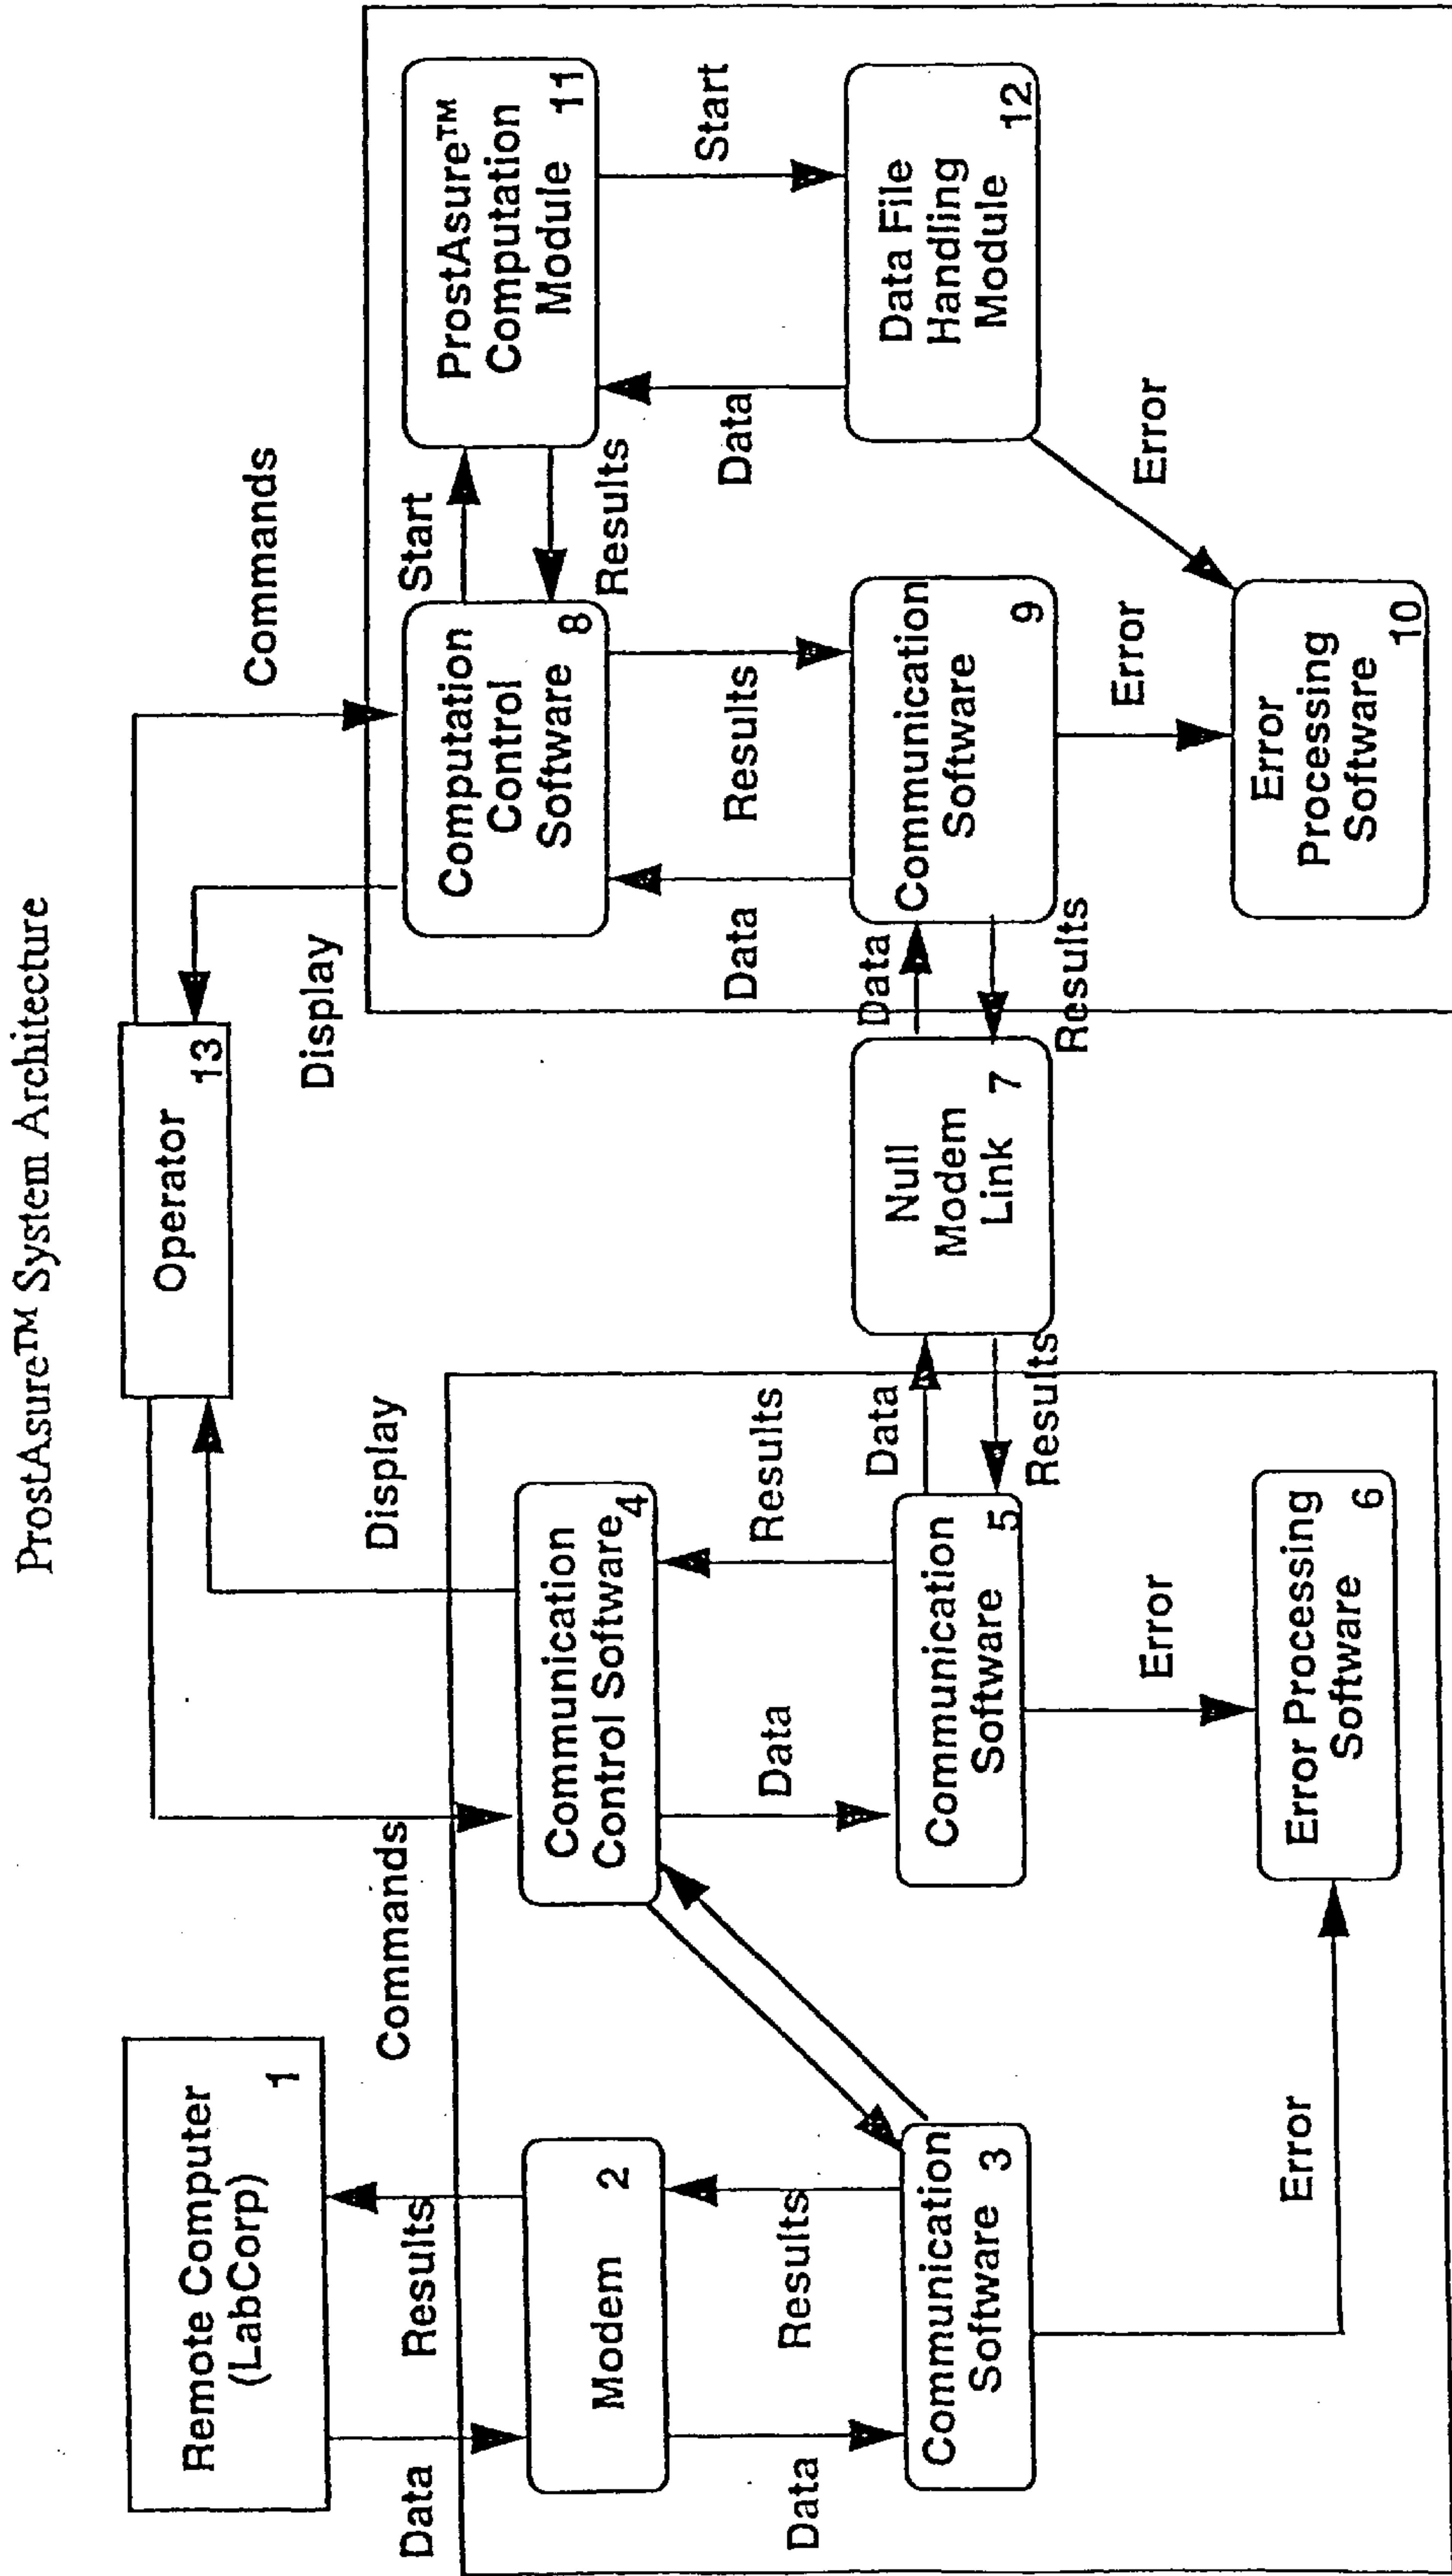 ProstAsure™ System Architecture
Remote Computer
(LabCorp)
1
Operator
13
Commands
Display
Commands
Display
Data
Results
Modem
2
Communication
Control Software
4
Data
Results
Data
Results
Communication
Software
3
Communication
Software
5
Data
Results
Error
Error
Error Processing
Software
6
Null
Modem
Link
7
Data
Results
Computation
Control
Software
8
Start
Results
ProstAsure™
Computation
Module
11
Data
Results
Data
Start
Communication
Software
9
Data File
Handling
Module
12
Error
Error
Error
Processing
Software
10